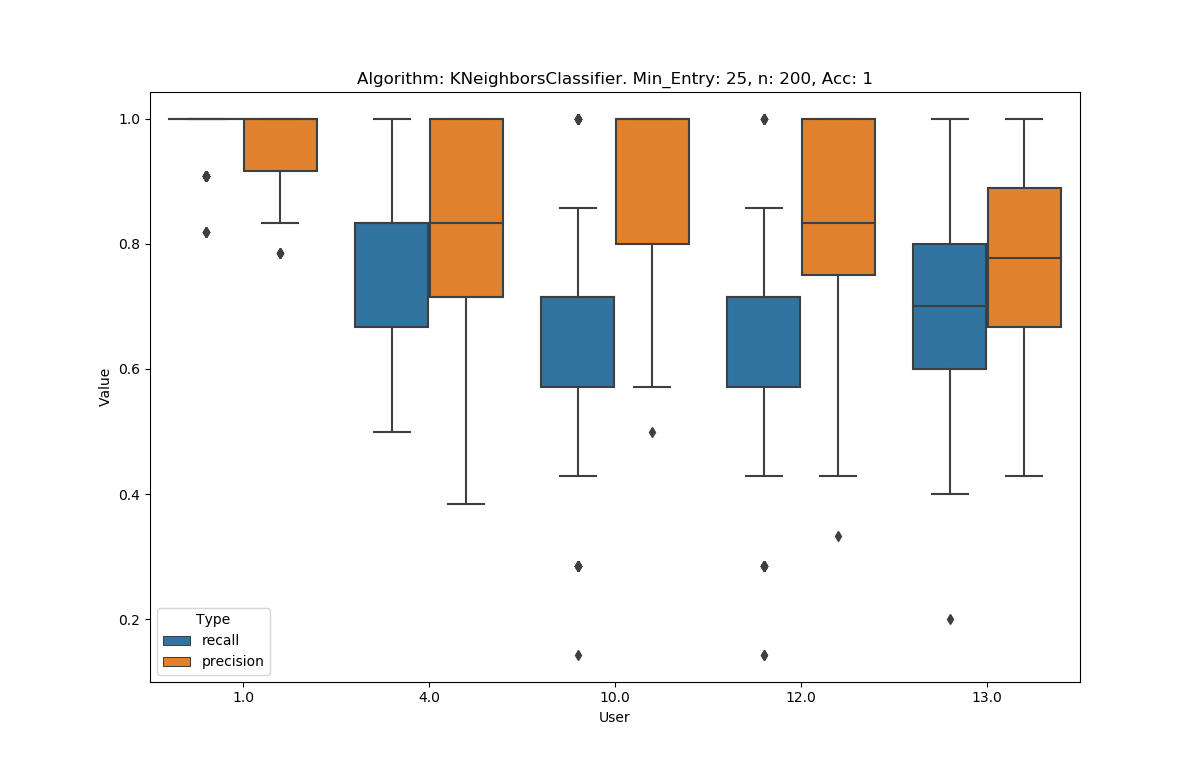 Algorithm: KNeighborsClassifier. Min_Entry: 25, n: 200, Acc: 1
1.0
0.8
0.6
0.4
0.2
Value
Type
recall
precision
1.0 4.0 10.0 12.0 13.0
User